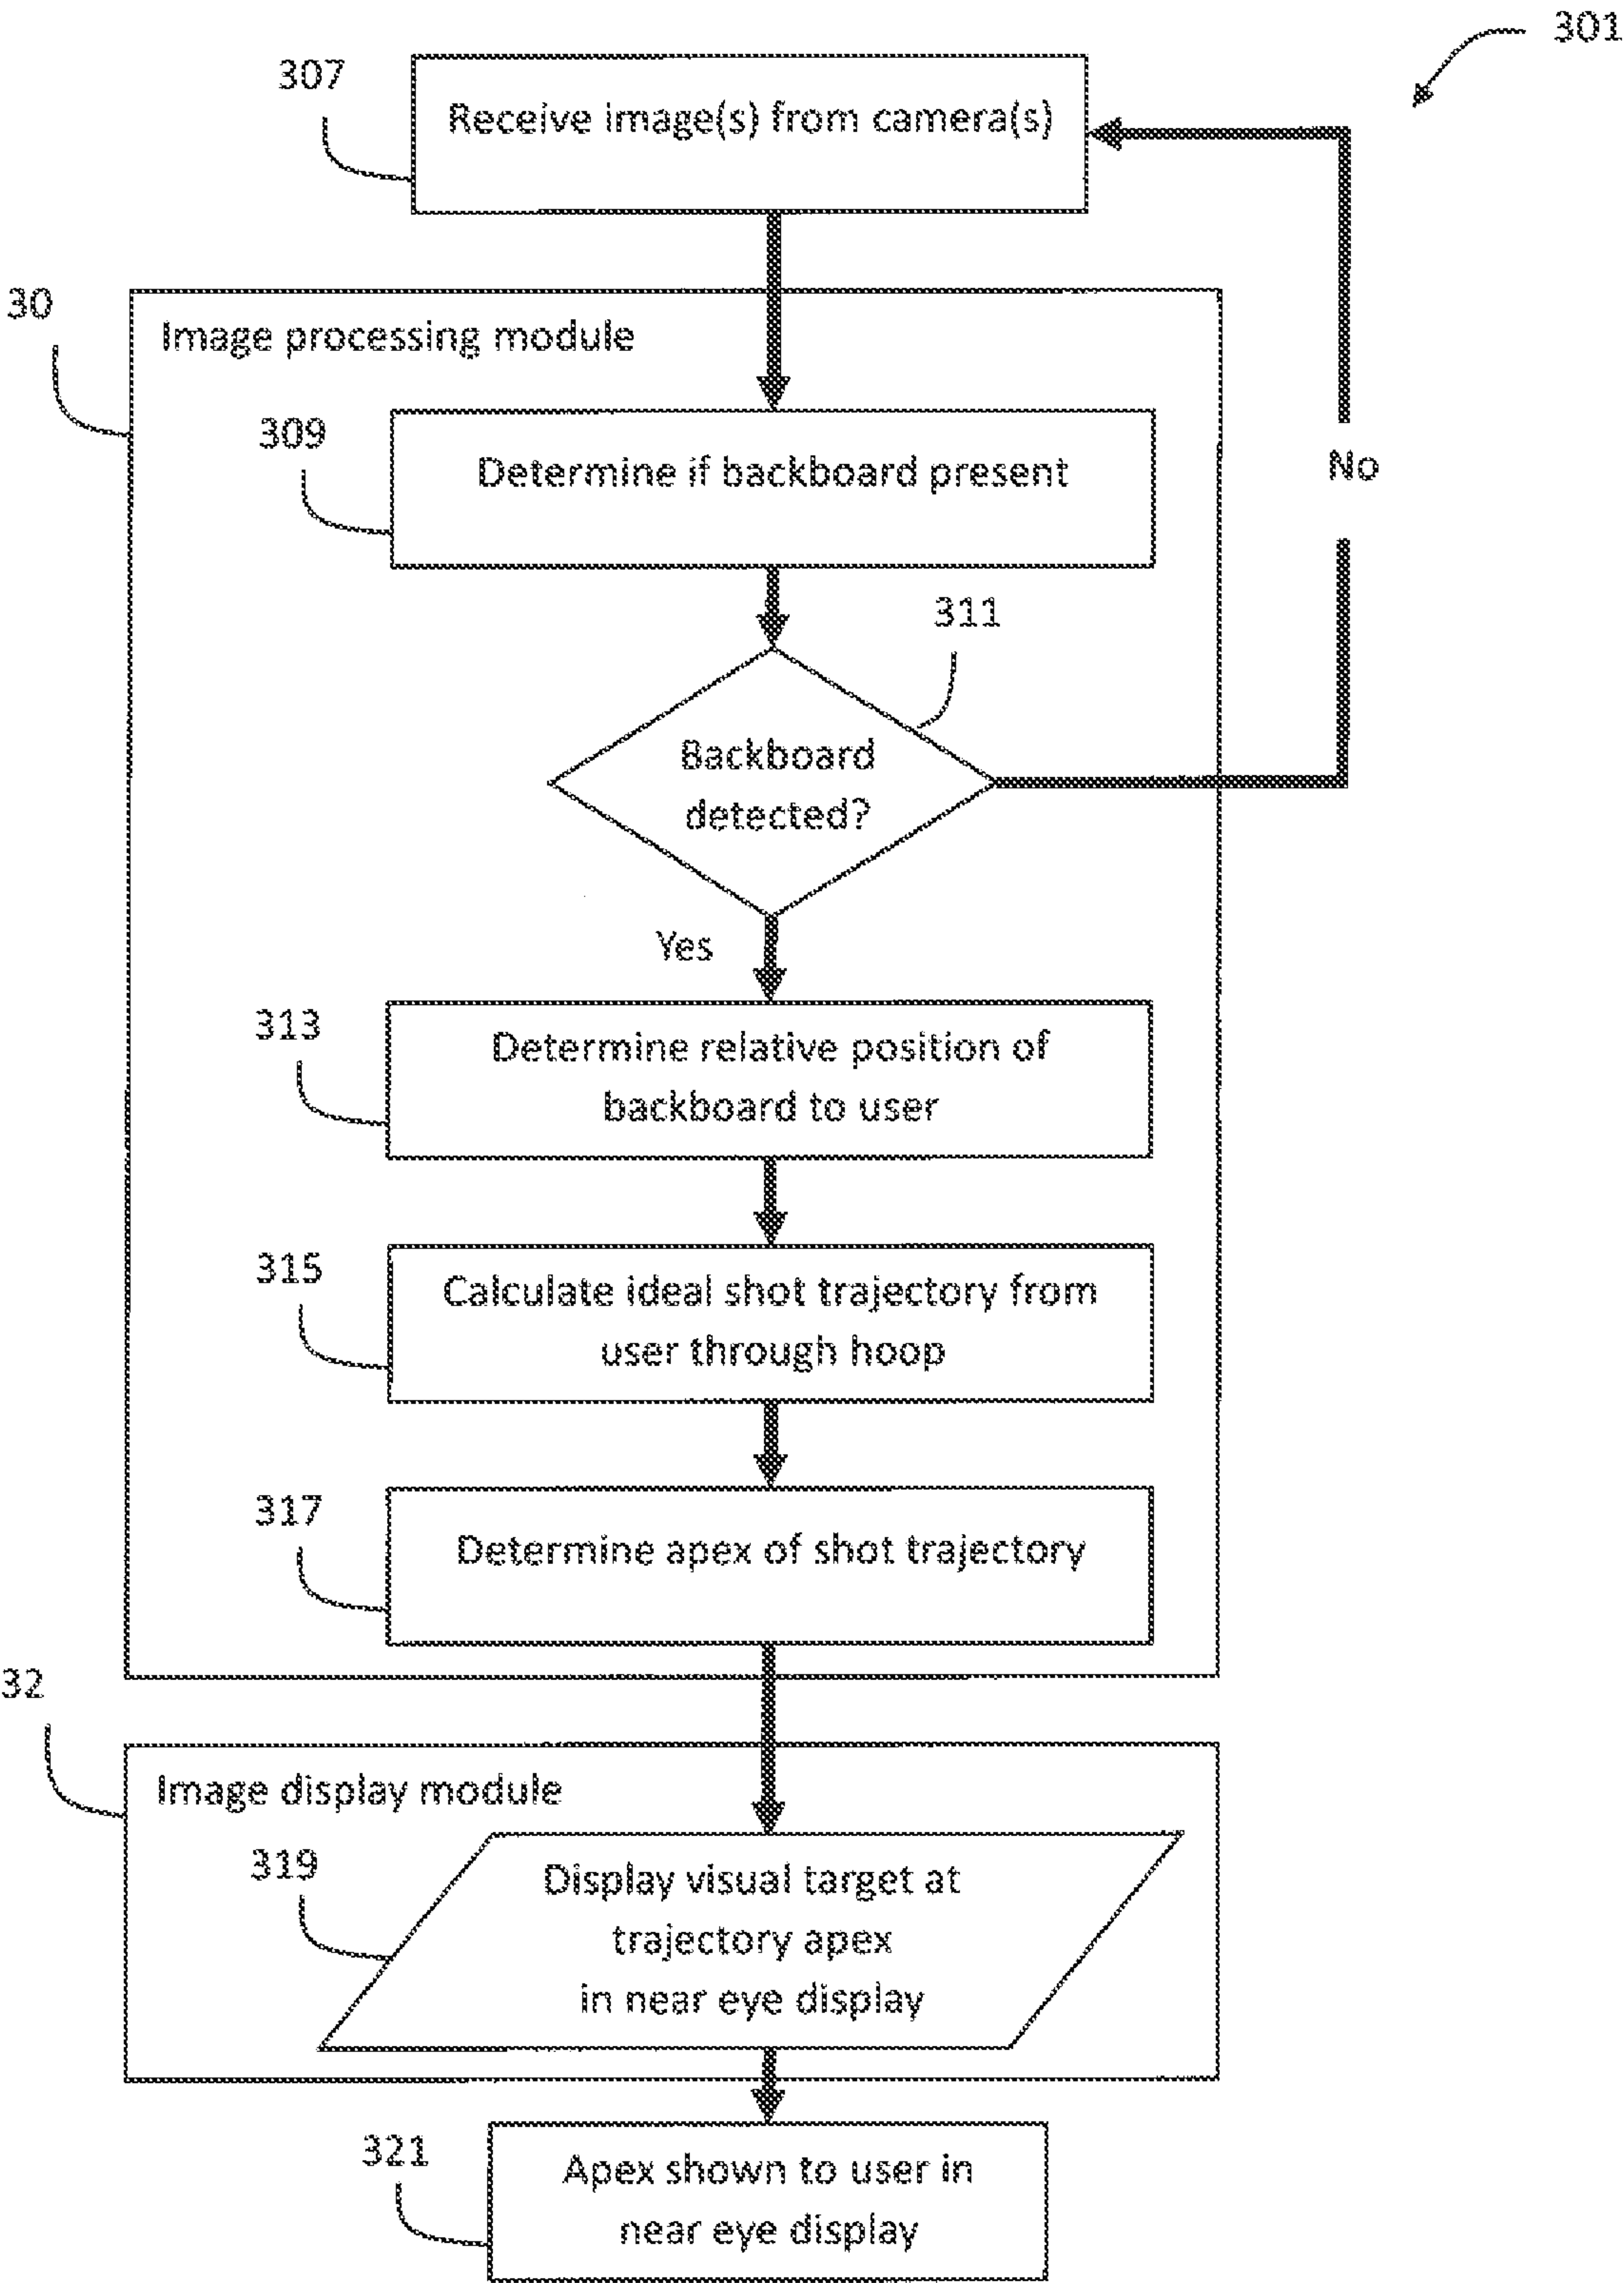 301
307
Receive image(s) from camera(s)
30
Image processing module
309
Determine if backboard present
No
311
Backboard
detected?
Yes
313
Determine relative position of
backboard to user
315
Calculate ideal shot trajectory from
user through hoop
317
Determine apex of shot trajectory
32
Image display module
319
Display visual target at
trajectory apex
in near eye display
321
Apex shown to user in
near eye display